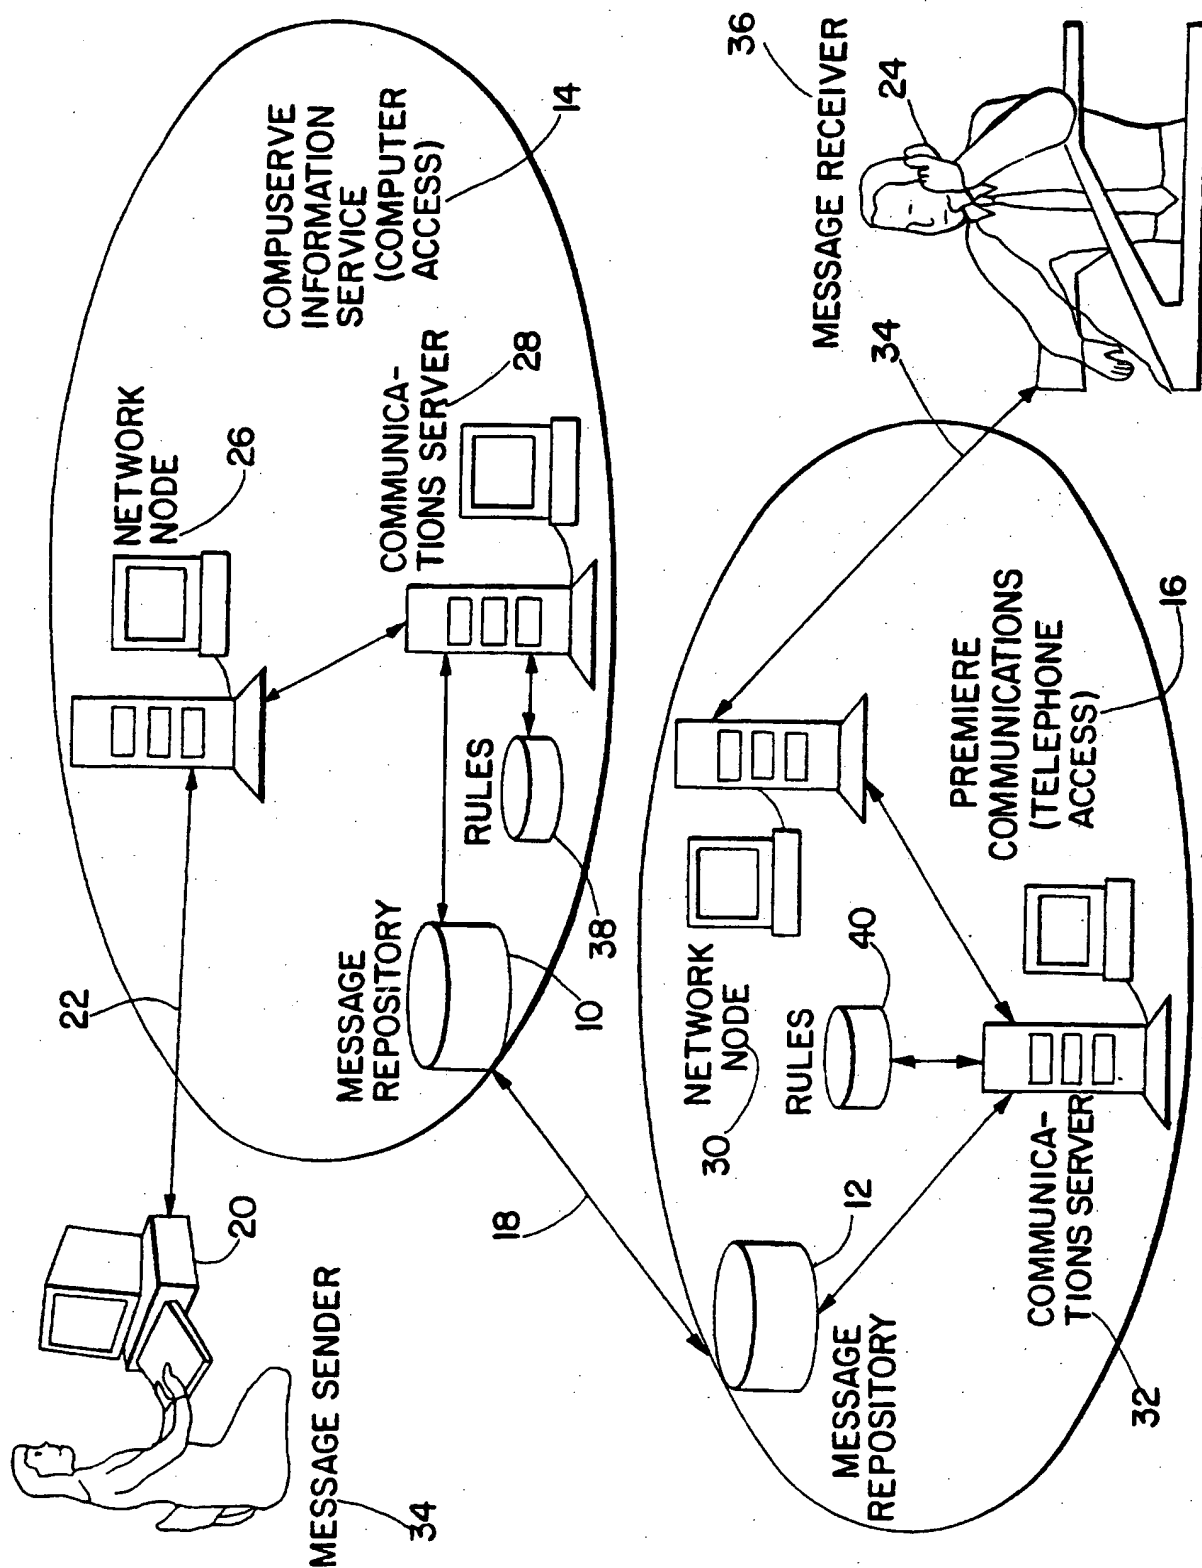 MESSAGE SENDER
34
20
22
NETWORK
NODE
26
COMPUSERVE
INFORMATION
SERVICE
(COMPUTER
ACCESS)
14
COMMUNICA-
TIONS SERVER
28
MESSAGE
REPOSITORY
10
RULES
38
18
MESSAGE
REPOSITORY
12
NETWORK
NODE
30
RULES
40
COMMUNICA-
TIONS SERVER
32
PREMIERE
COMMUNICATIONS
(TELEPHONE
ACCESS)
16
34
MESSAGE RECEIVER
36
24